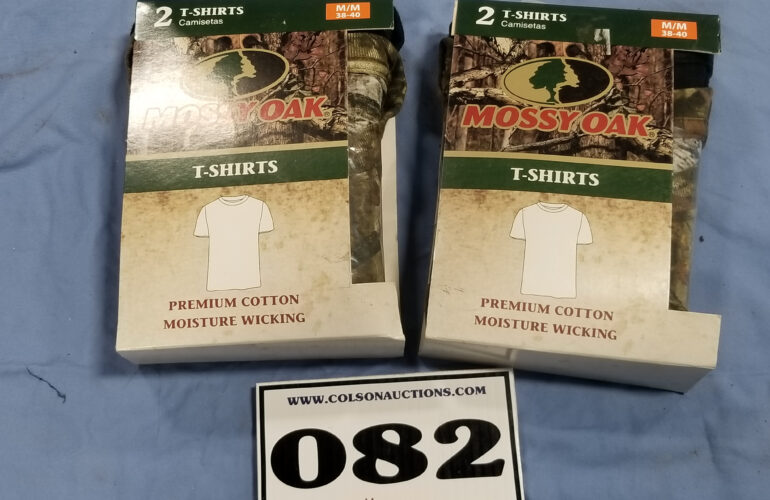 2 T-SHIRTS
Camisetas
M/M
38-40
MOSSY OAK
T-SHIRTS
PREMIUM COTTON
MOISTURE WICKING
2 T-SHIRTS
Camisetas
M/M
38-40
MOSSY OAK
T-SHIRTS
PREMIUM COTTON
MOISTURE WICKING
WWW.COLSONAUCTIONS.COM
082